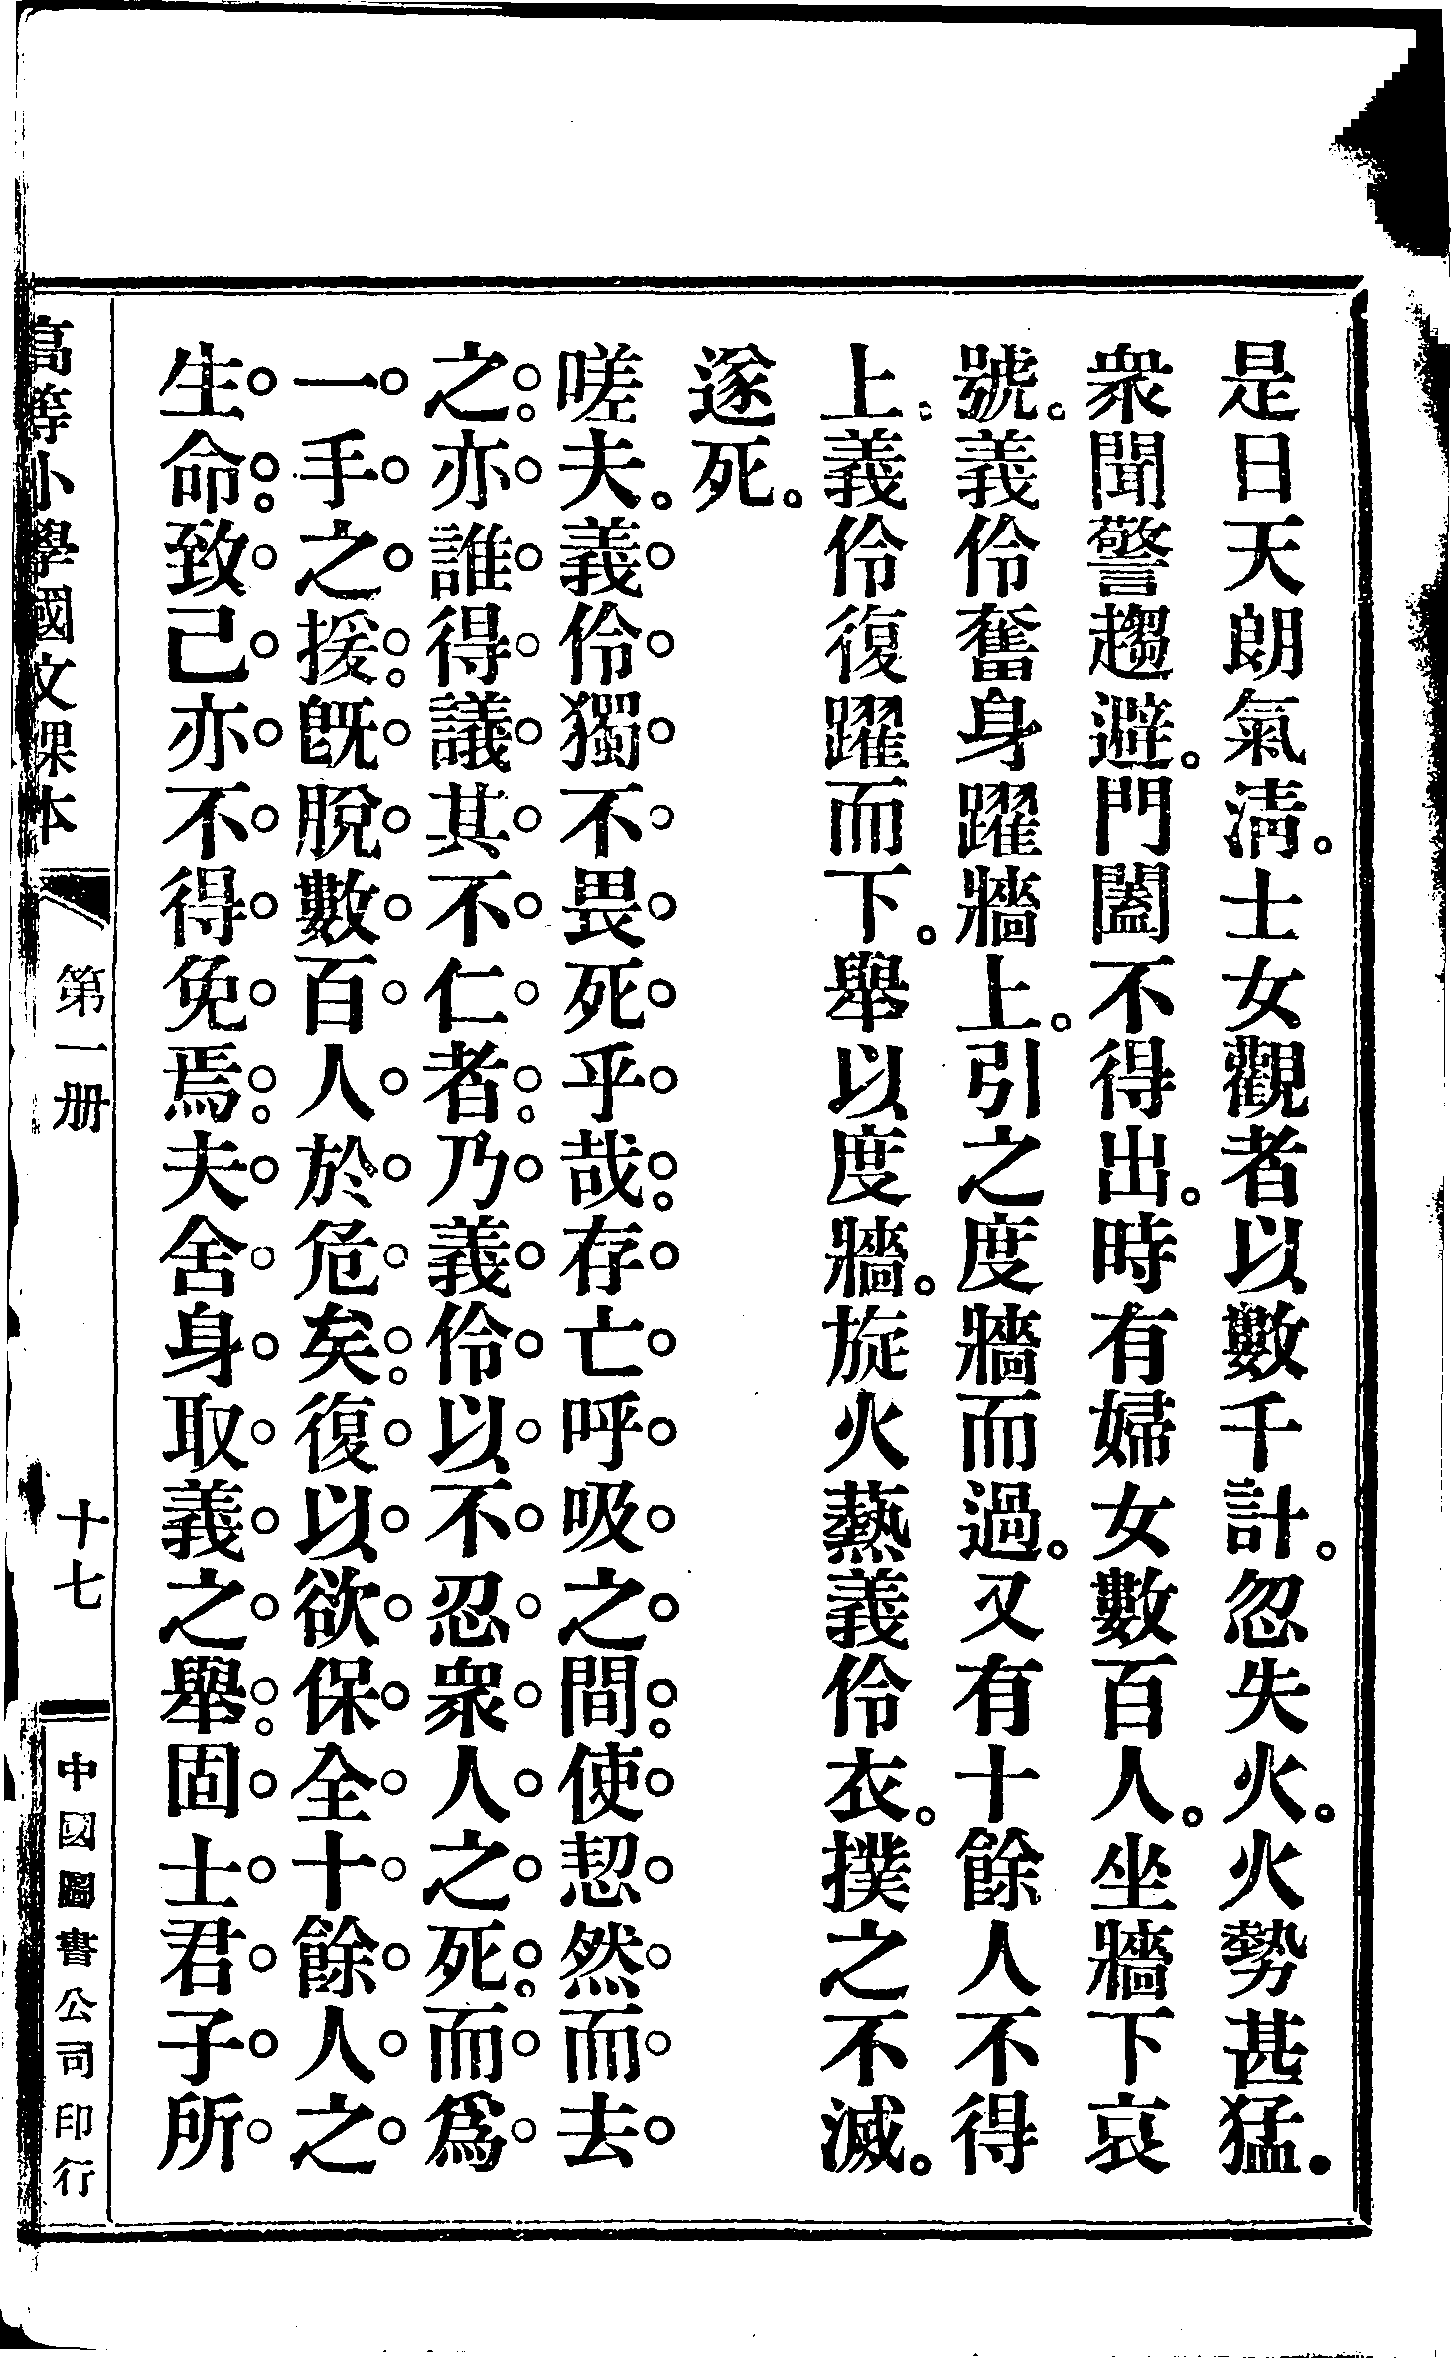 是日天朗氣淸。士女觀者以數千計。忽失火。火勢甚猛。
衆聞警趨避。門闔不得出。時有婦女數百人。坐牆下哀
號。義伶奮身躍牆上。引之度牆而過。又有十餘人不得
上。義伶復躍而下。舉以度牆。旋火爇義伶衣。撲之不滅。
遂死。
嗟夫。義伶獨不畏死乎哉。存亡呼吸之間。使恝然而去
之。亦誰得議其不仁者。乃義伶以不忍衆人之死。而爲
一手之援。旣脫數百人於危矣。復以欲保全十餘人之
生命。致己亦不得免焉。夫舍身取義之舉。固士君子所
高等小學國文課本
第一册
十七
中國圖書公司印行